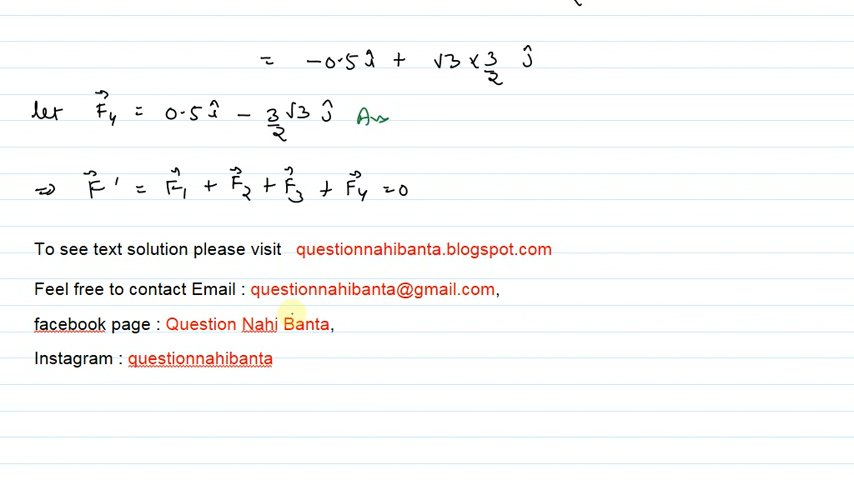 = -0.5 î + √3 × 3/2 ĵ
let F⃗₄ = 0.5 î - 3/2 √3 ĵ Ans
⇒ F⃗' = F⃗₁ + F⃗₂ + F⃗₃ + F⃗₄ = 0
To see text solution please visit questionnahibanta.blogspot.com
Feel free to contact Email : questionnahibanta@gmail.com,
facebook page : Question Nahi Banta,
Instagram : questionnahibanta